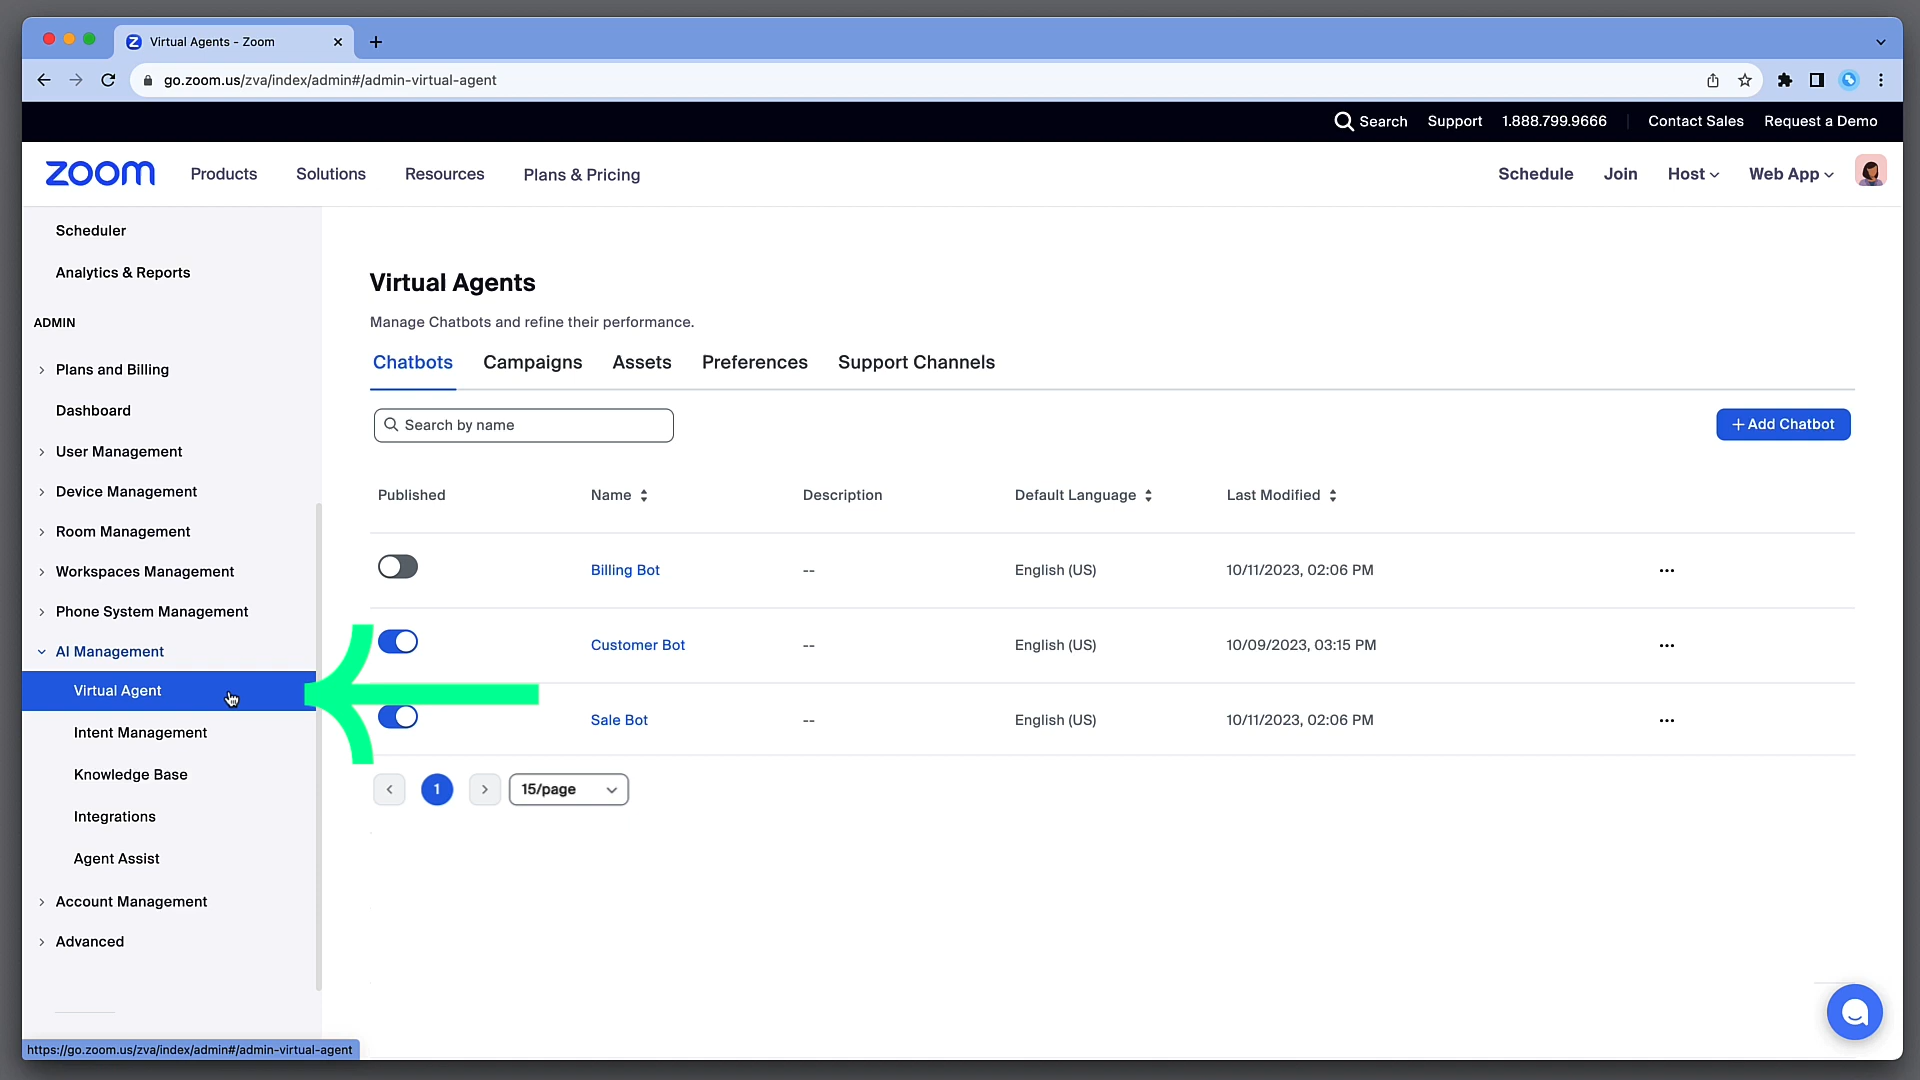 Virtual Agents - Zoom
go.zoom.us/zva/index/admin#/admin-virtual-agent
Search Support 1.888.799.9666 Contact Sales Request a Demo
zoom Products Solutions Resources Plans & Pricing Schedule Join Host Web App
Scheduler
Analytics & Reports
ADMIN
Plans and Billing
Dashboard
User Management
Device Management
Room Management
Workspaces Management
Phone System Management
AI Management
Virtual Agent
Intent Management
Knowledge Base
Integrations
Agent Assist
Account Management
Advanced
Virtual Agents
Manage Chatbots and refine their performance.
Chatbots Campaigns Assets Preferences Support Channels
Search by name
+ Add Chatbot
Published Name Description Default Language Last Modified
Billing Bot -- English (US) 10/11/2023, 02:06 PM ...
Customer Bot -- English (US) 10/09/2023, 03:15 PM ...
Sale Bot -- English (US) 10/11/2023, 02:06 PM ...
< 1 > 15/page
https://go.zoom.us/zva/index/admin#/admin-virtual-agent